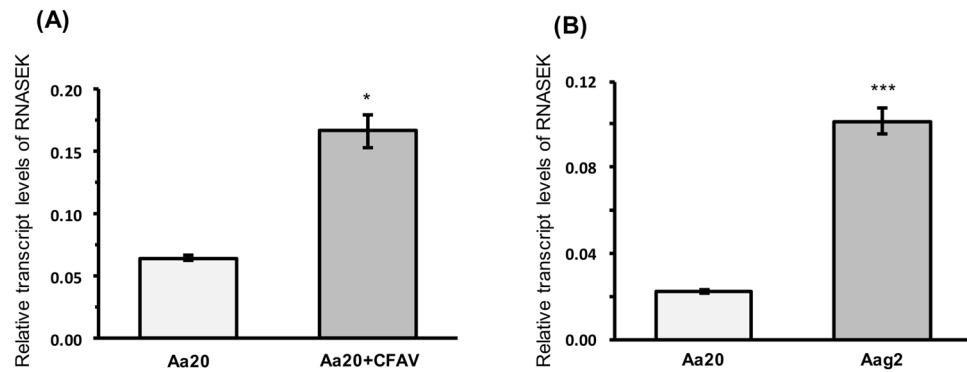 (A)
Relative transcript levels of RNASEK
0.20
0.15
0.10
0.05
0.00
*
Aa20
Aa20+CFAV
(B)
Relative transcript levels of RNASEK
0.12
0.08
0.04
0.00
***
Aa20
Aag2